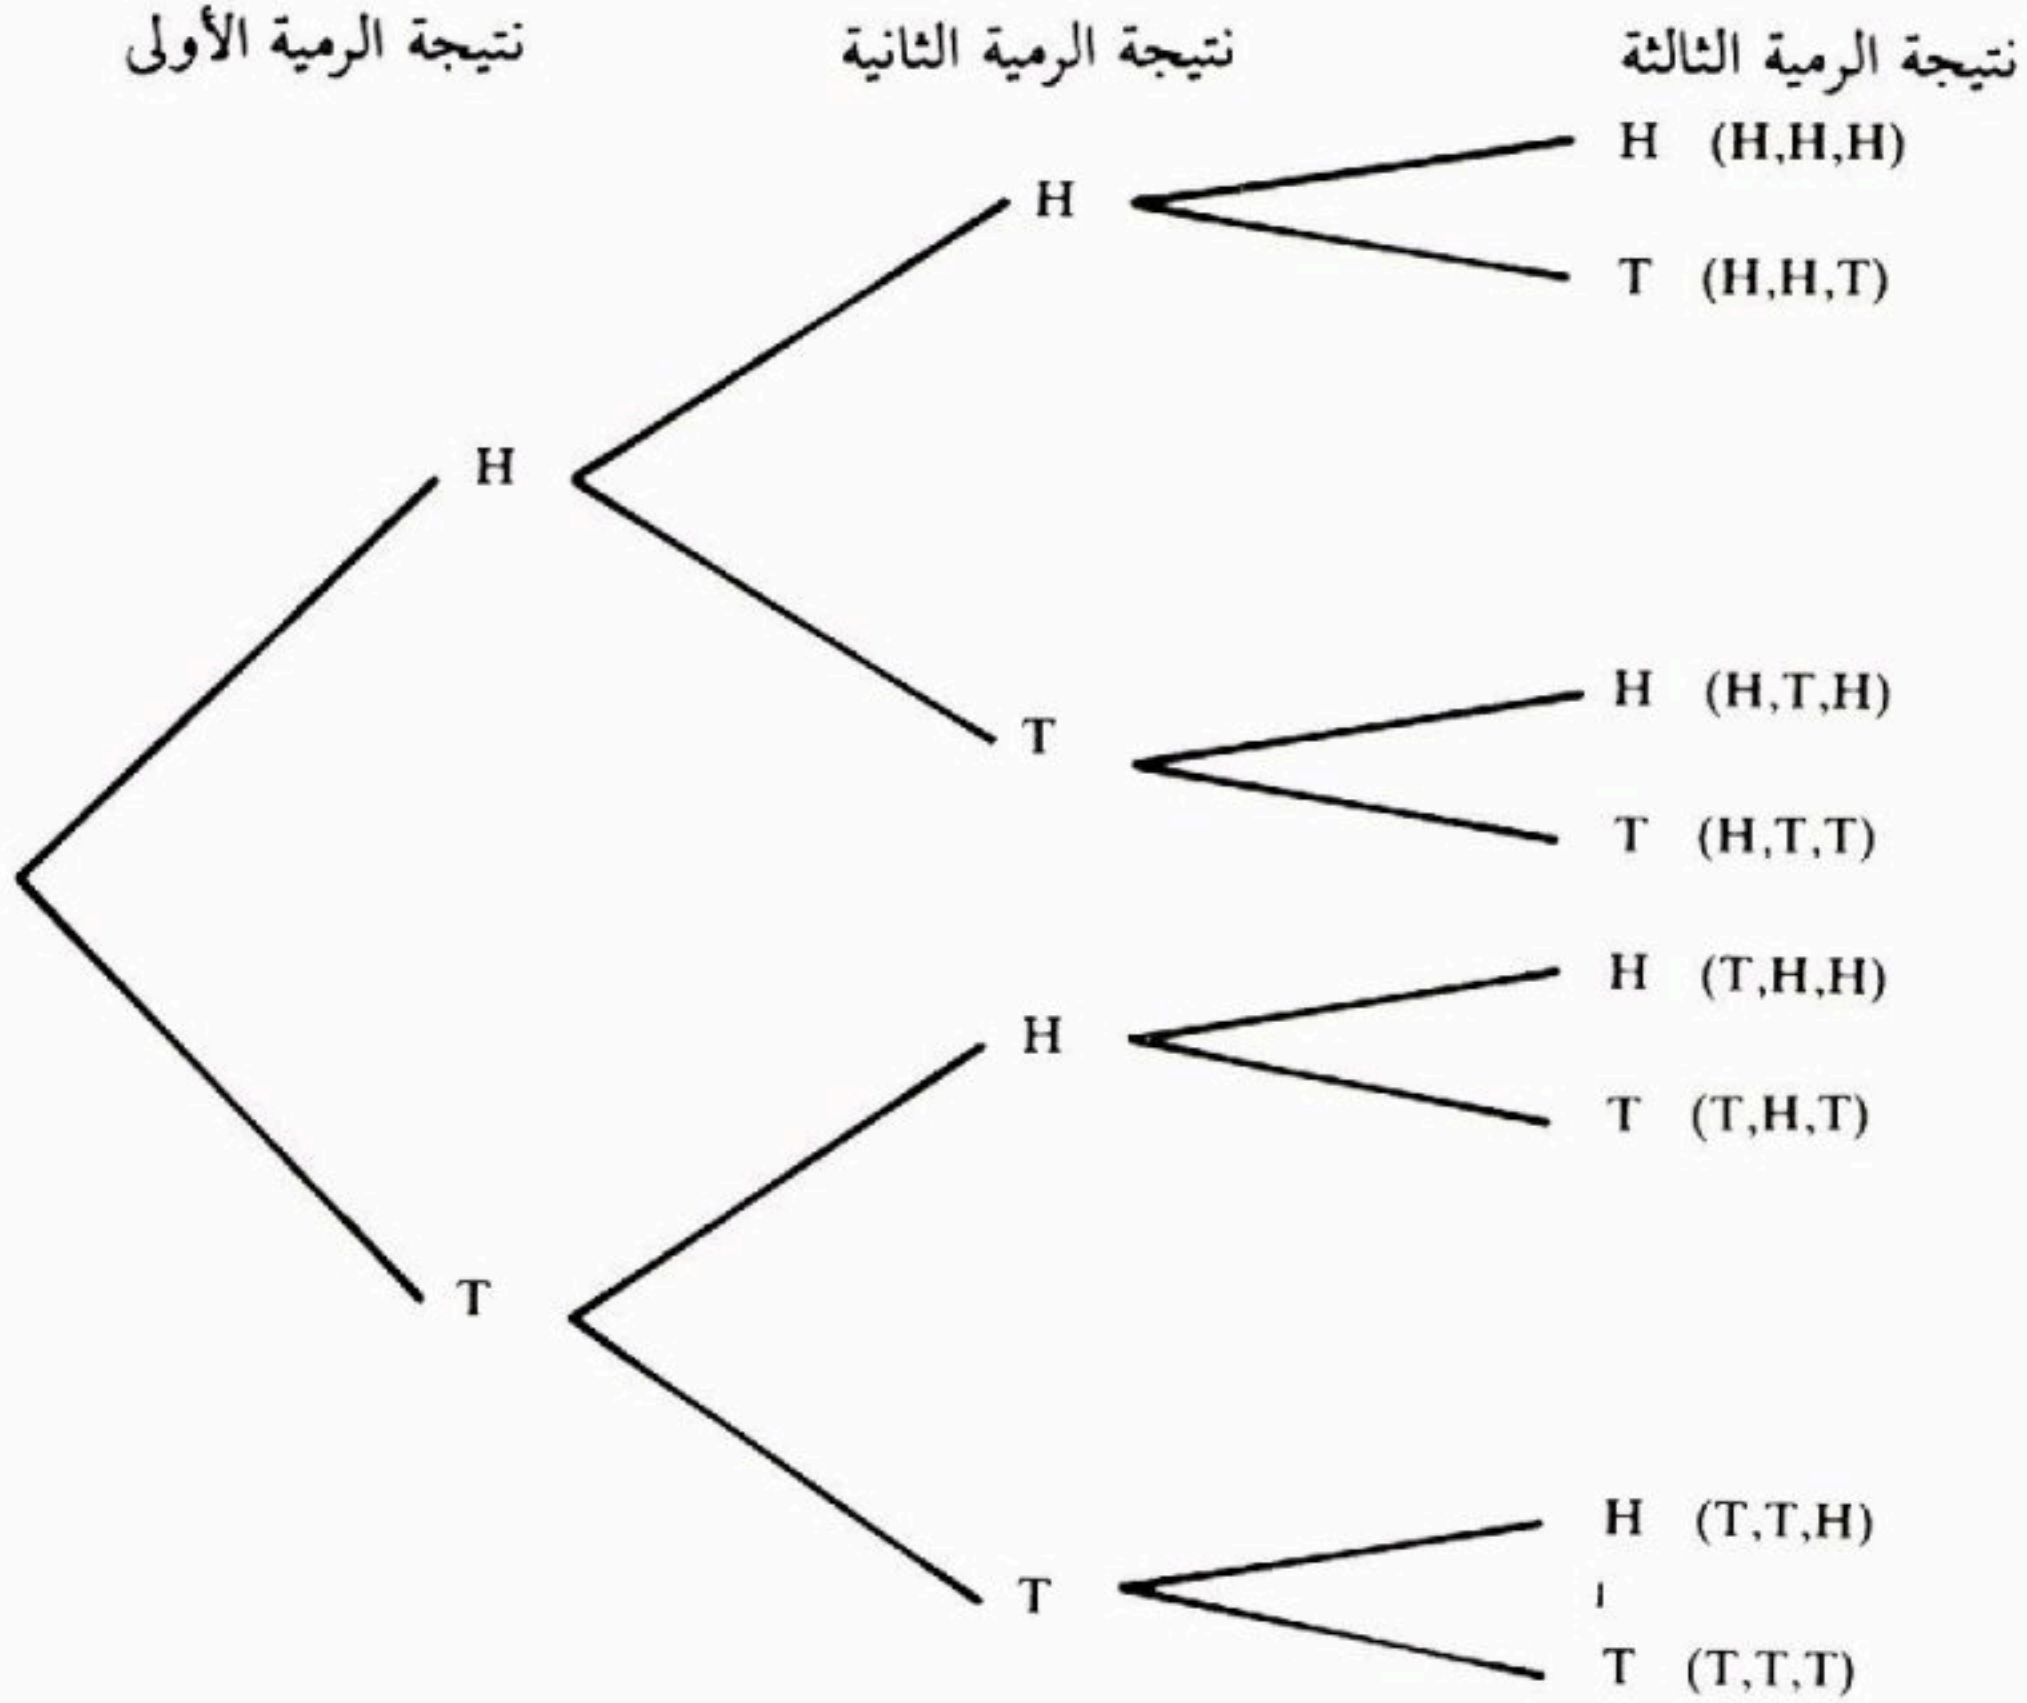 نتيجة الرمية الأولى
نتيجة الرمية الثانية
نتيجة الرمية الثالثة
H (H,H,H)
H
T (H,H,T)
H
H (H,T,H)
T
T (H,T,T)
H (T,H,H)
H
T (T,H,T)
T
H (T,T,H)
T
T (T,T,T)